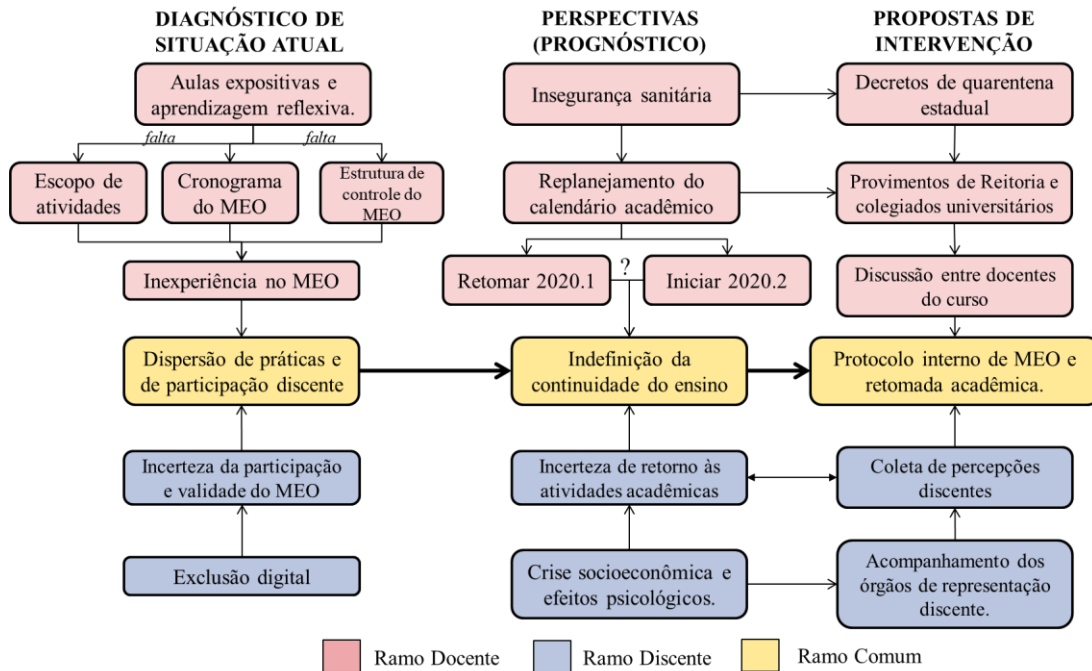 DIAGNÓSTICO DE
SITUAÇÃO ATUAL
Aulas expositivas e
aprendizagem reflexiva.
falta
falta
Escopo de
atividades
Cronograma
do MEO
Estrutura de
controle do MEO
Inexperiência no MEO
Dispersão de práticas e
de participação discente
Incerteza da participação
e validade do MEO
Exclusão digital
PERSPECTIVAS
(PROGNÓSTICO)
Insegurança sanitária
Replanejamento do
calendário acadêmico
Retomar 2020.1
?
Iniciar 2020.2
Indefinição da
continuidade do ensino
Incerteza de retorno às
atividades acadêmicas
Crise socioeconômica e
efeitos psicológicos.
PROPOSTAS DE
INTERVENÇÃO
Decretos de quarentena
estadual
Provimentos de Reitoria e
colegiados universitários
Discussão entre docentes
do curso
Protocolo interno de MEO e
retomada acadêmica.
Coleta de percepções
discentes
Acompanhamento dos
órgãos de representação
discente.
Ramo Docente
Ramo Discente
Ramo Comum